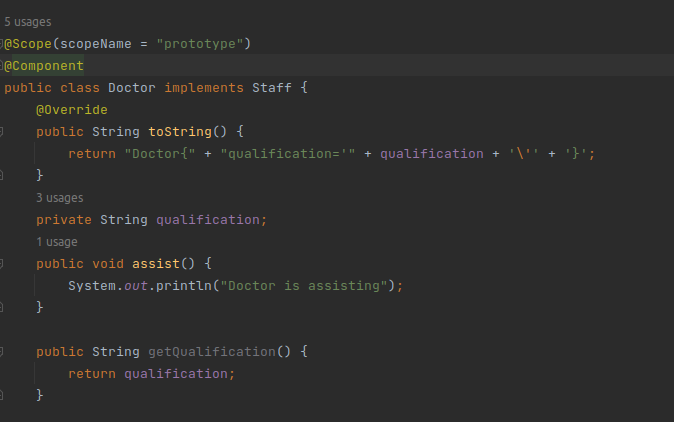 5 usages
@Scope(scopeName = "prototype")
@Component
public class Doctor implements Staff {
    @Override
    public String toString() {
        return "Doctor{" + "qualification='" + qualification + '\'' + '}';
    }
    3 usages
    private String qualification;
    1 usage
    public void assist() {
        System.out.println("Doctor is assisting");
    }

    public String getQualification() {
        return qualification;
    }